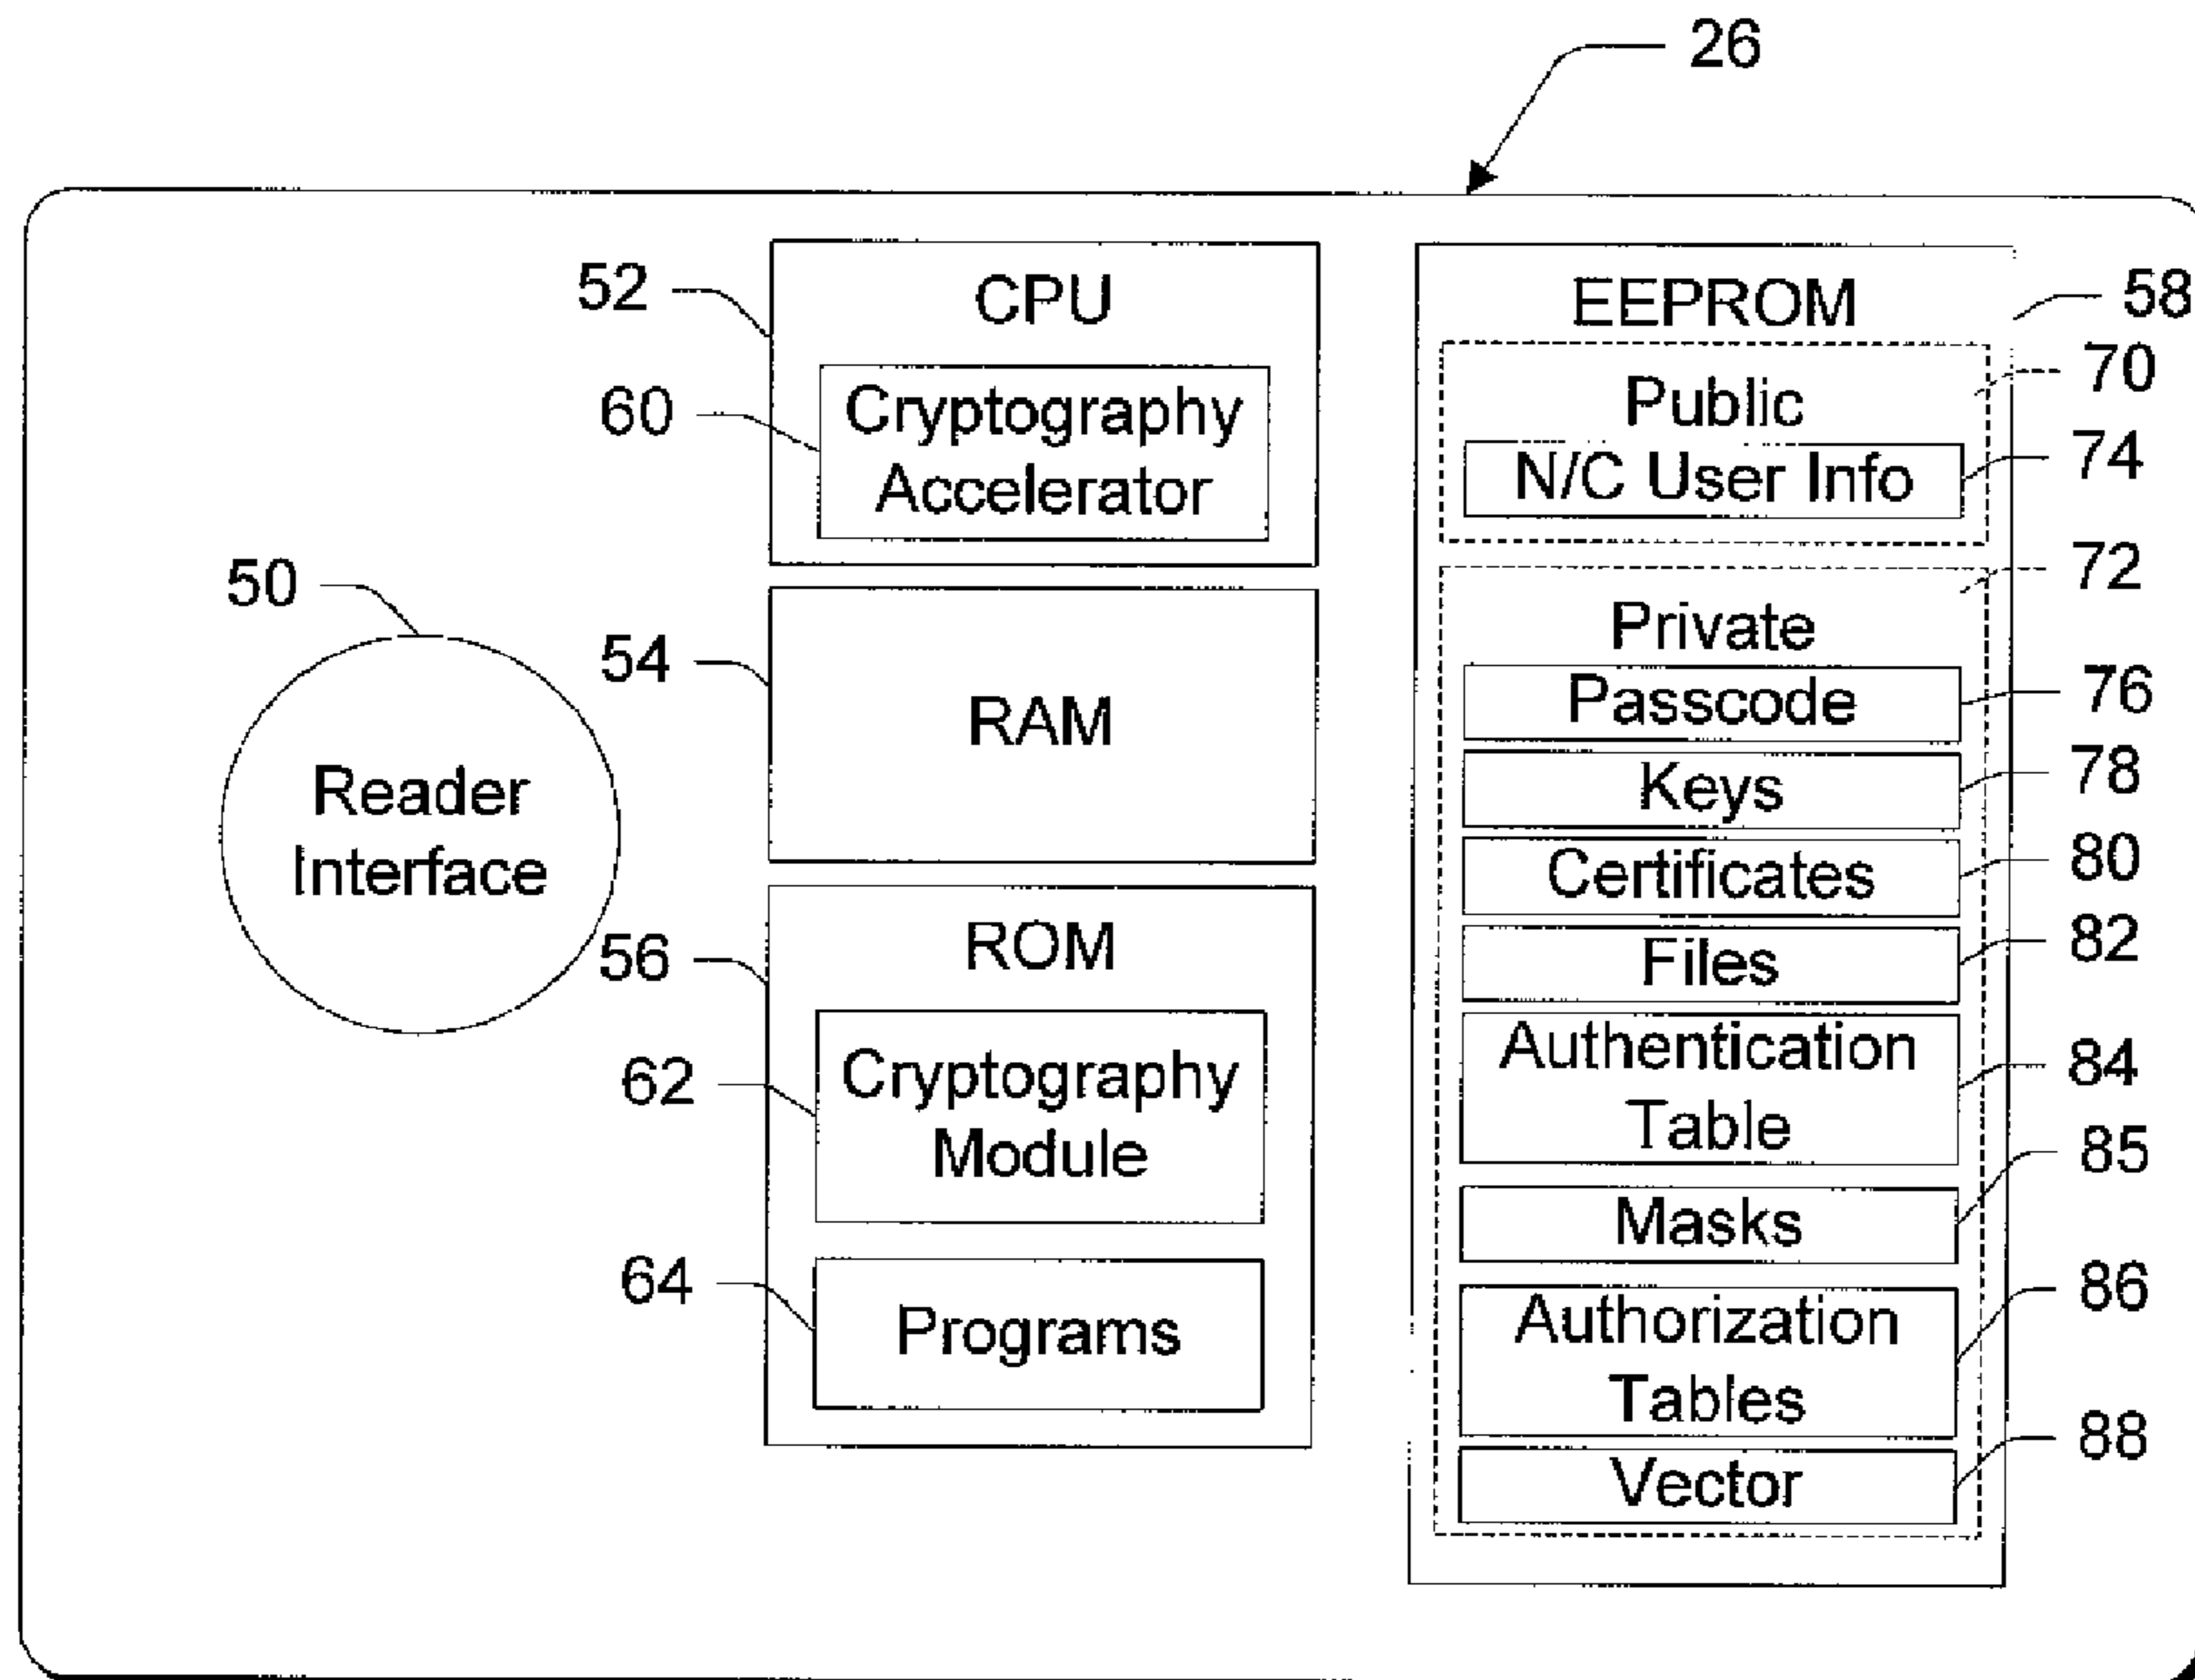 26
52
CPU
60
Cryptography
Accelerator
50
Reader
Interface
54
RAM
56
ROM
62
Cryptography
Module
64
Programs
EEPROM
58
Public
70
N/C User Info
74
72
Private
Passcode
76
Keys
78
Certificates
80
Files
82
Authentication
Table
84
Masks
85
Authorization
Tables
86
Vector
88